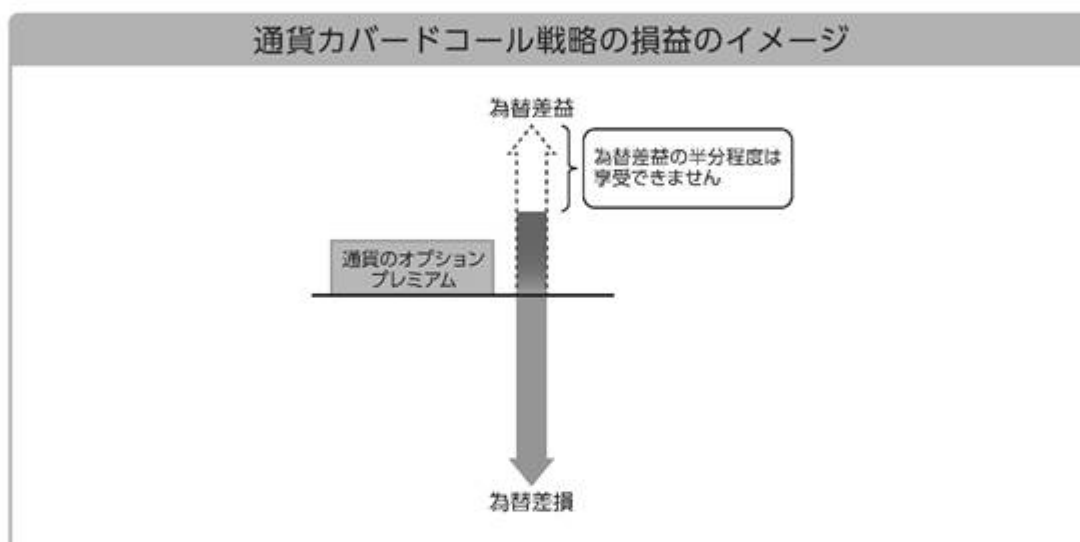 通貨カバードコール戦略の損益のイメージ
為替差益
為替差益の半分程度は
享受できません
通貨のオプション
プレミアム
為替差損